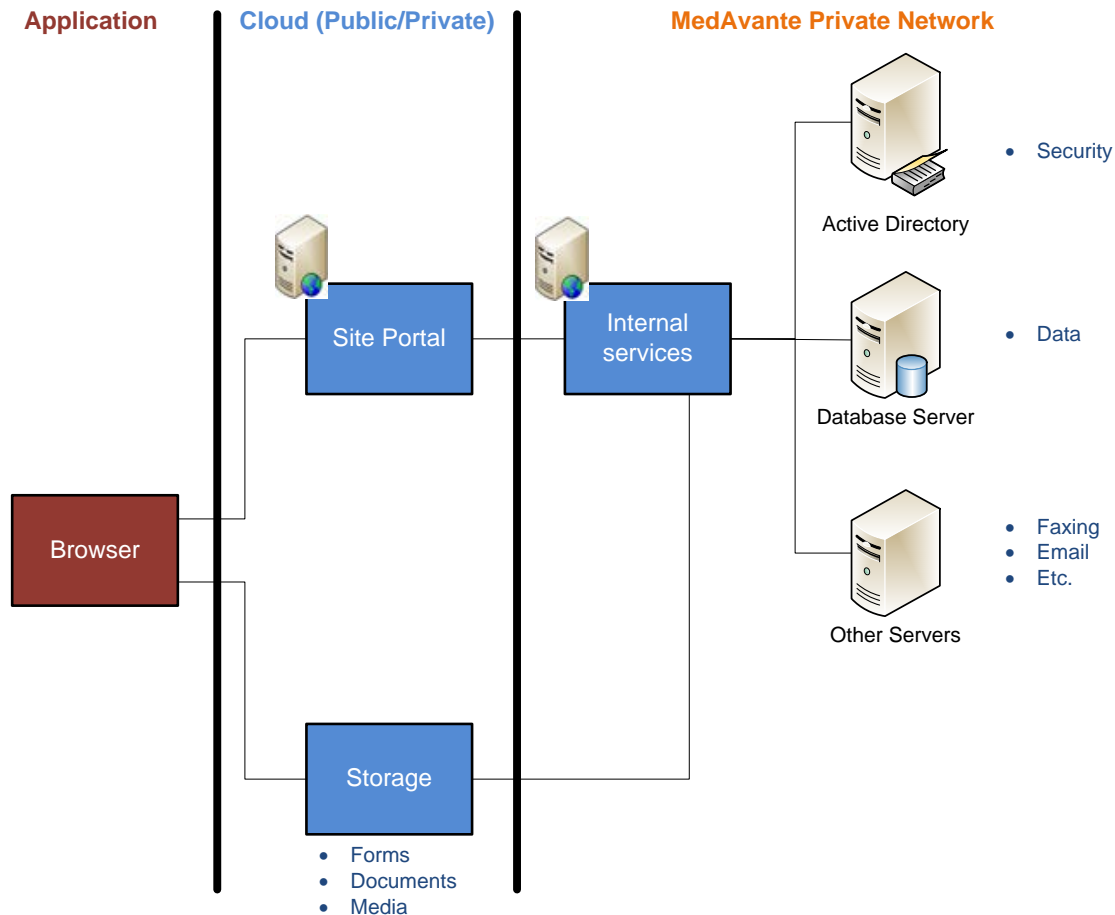 Application
Cloud (Public/Private)
MedAvante Private Network
• Security
Active Directory
Site Portal
Internal
services
• Data
Database Server
Browser
• Faxing
• Email
• Etc.
Other Servers
Storage
• Forms
• Documents
• Media